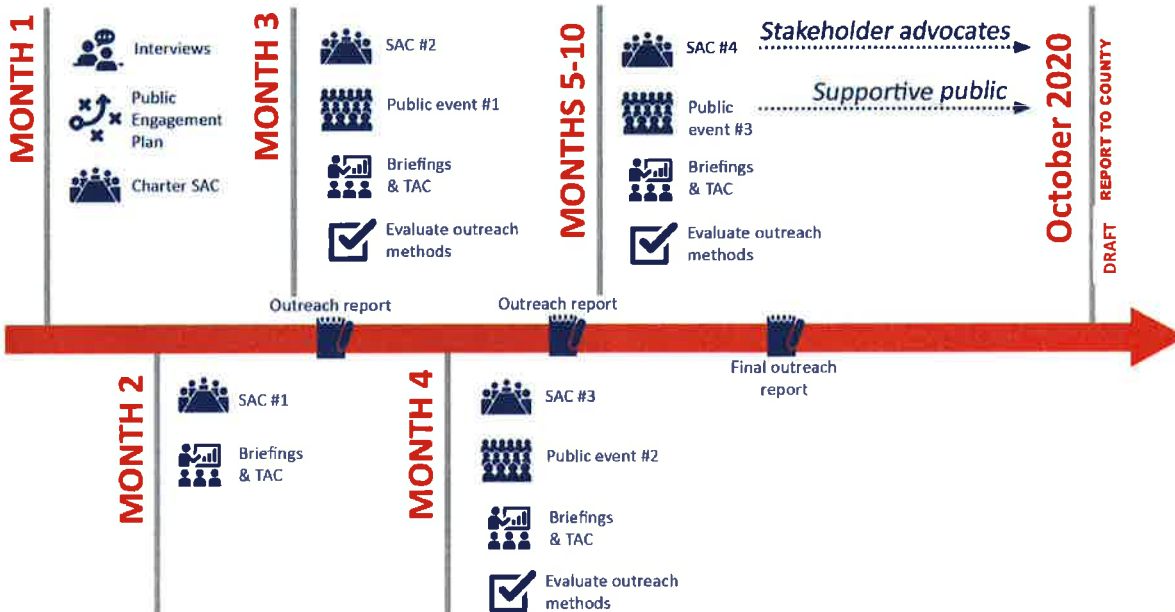 MONTH 1
Interviews
Public
Engagement
Plan
Charter SAC
MONTH 3
SAC #2
Public event #1
Briefings
& TAC
Evaluate outreach
methods
MONTHS 5-10
SAC #4
Stakeholder advocates
Public
event #3
Supportive public
Briefings
& TAC
Evaluate outreach
methods
October 2020
DRAFT REPORT TO COUNTY
Outreach report
Outreach report
Final outreach
report
MONTH 2
SAC #1
Briefings
& TAC
MONTH 4
SAC #3
Public event #2
Briefings
& TAC
Evaluate outreach
methods